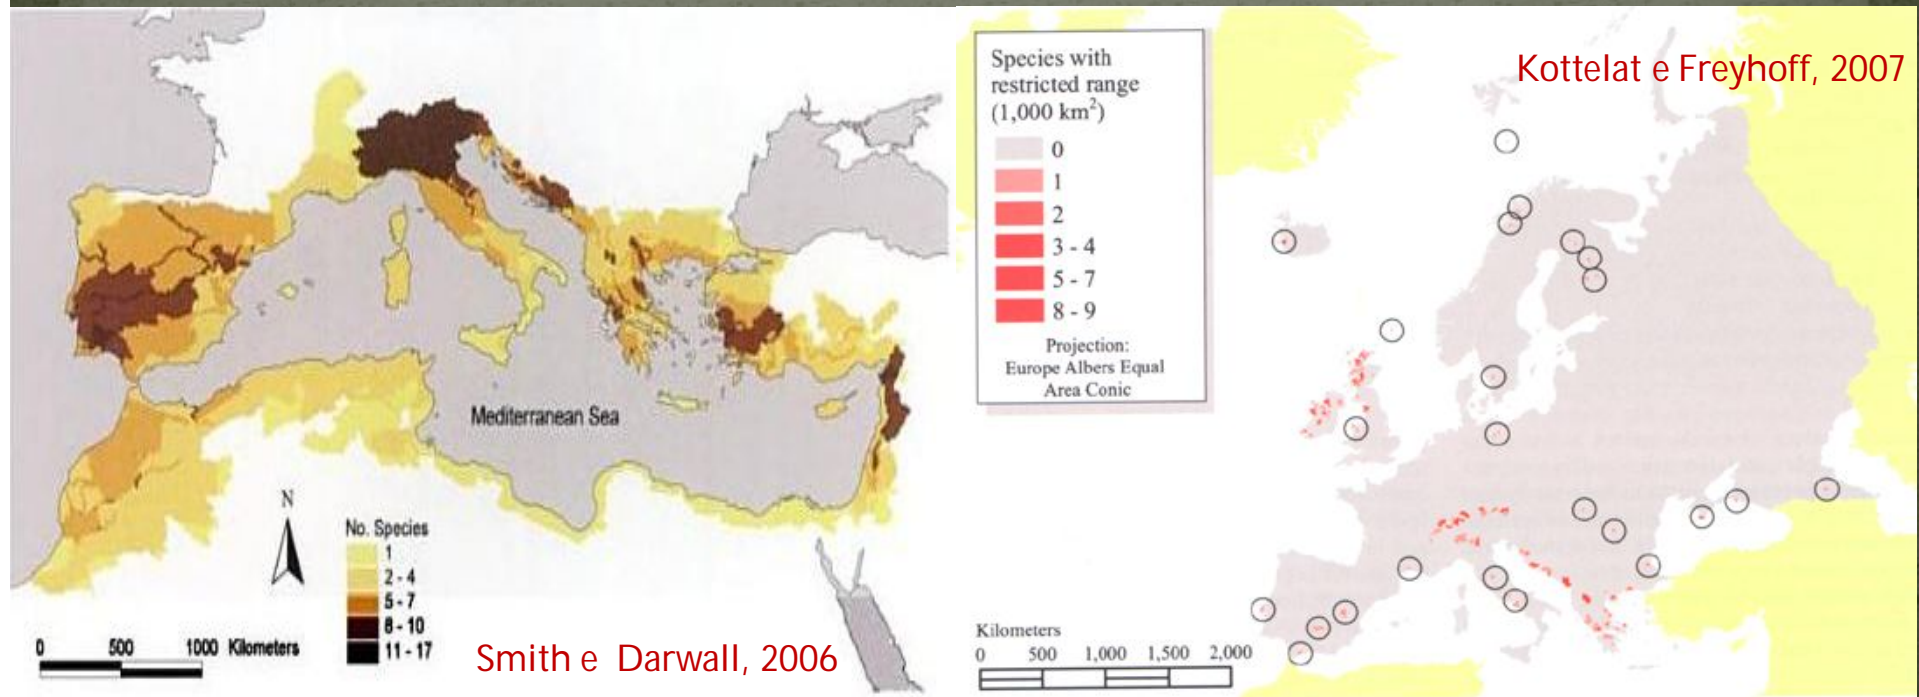 Mediterranean Sea
N
No. Species
1
2 - 4
5 - 7
8 - 10
11 - 17
0 500 1000 Kilometers
Smith e Darwall, 2006
Kottelat e Freyhoff, 2007
Species with
restricted range
(1,000 km²)
0
1
2
3 - 4
5 - 7
8 - 9
Projection:
Europe Albers Equal
Area Conic
Kilometers
0 500 1,000 1,500 2,000